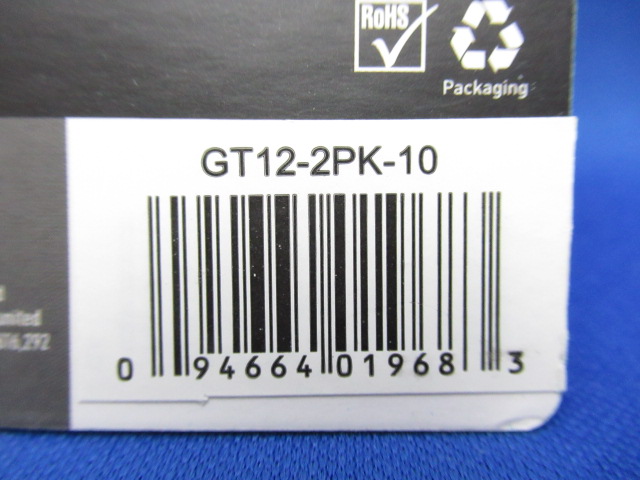 RoHS
Packaging
GT12-2PK-10
0 94664 01968 3